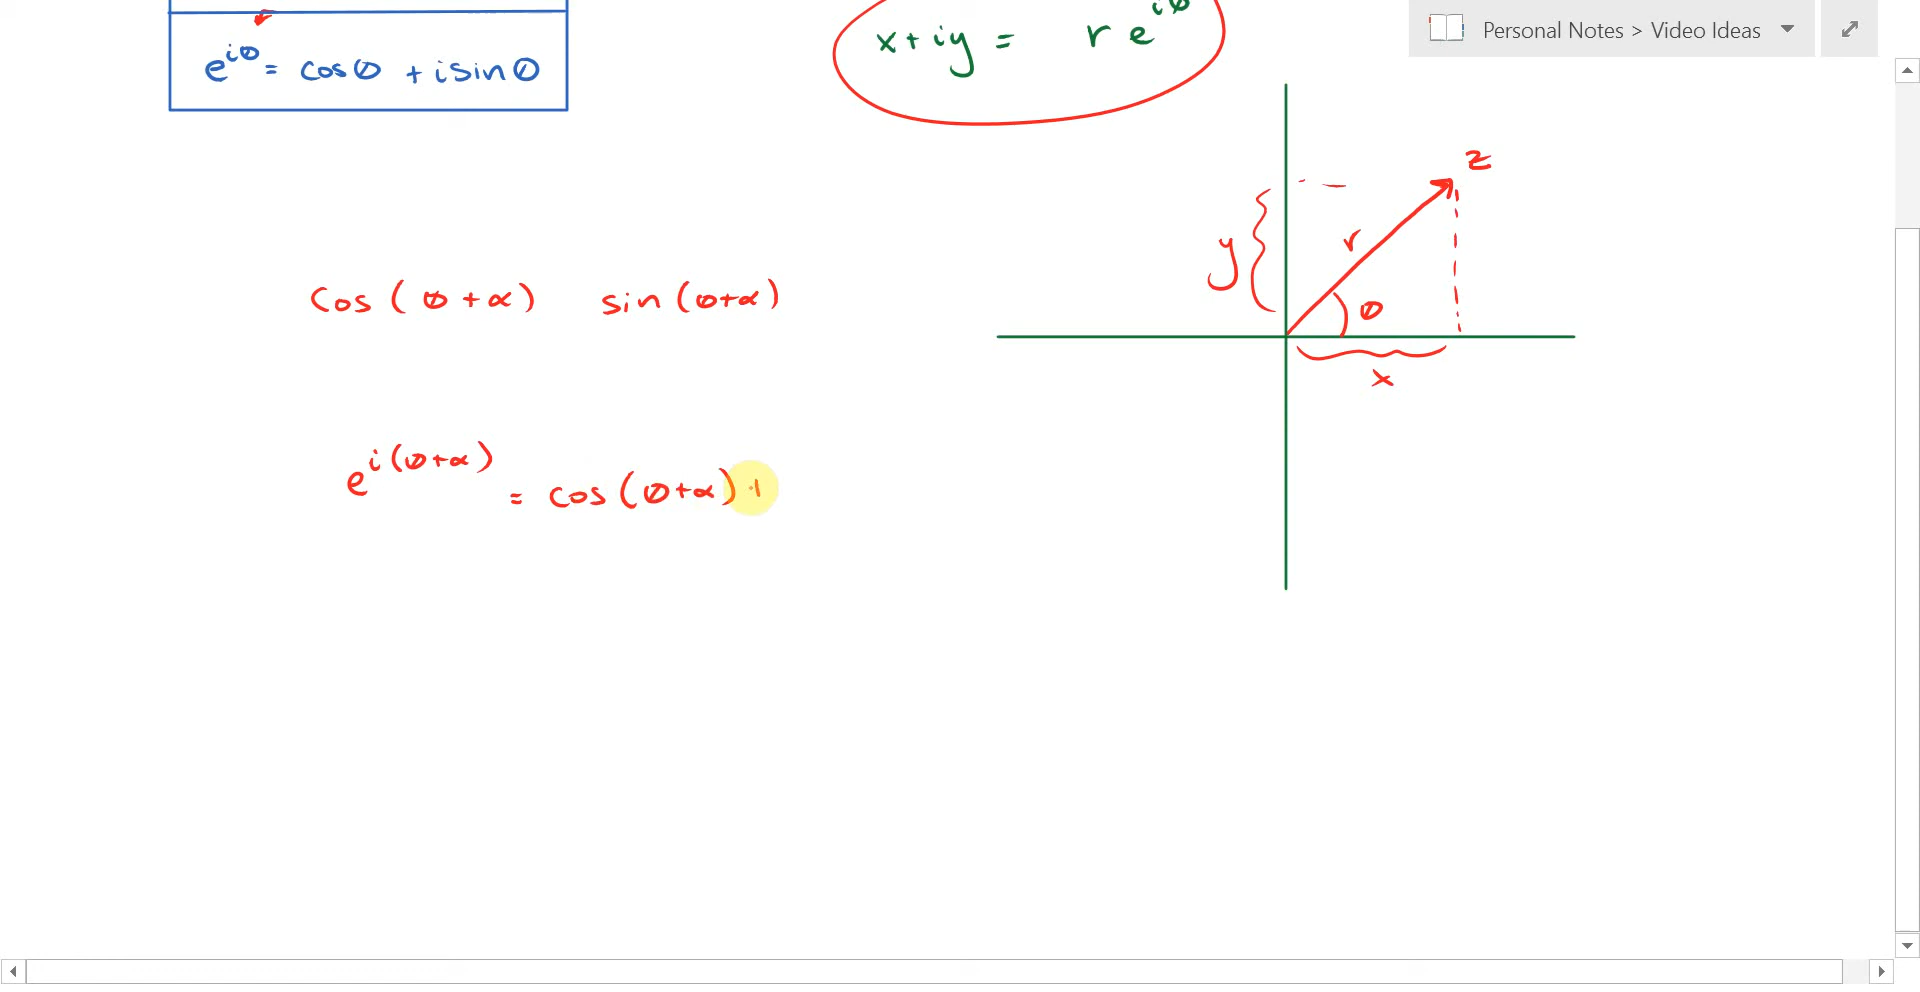 Personal Notes > Video Ideas
x + iy = r e^{iθ}
e^{iθ} = cosθ + i sinθ
z
r
y
cos(θ+α) sin(θ+α)
θ
x
e^{i(θ+α)} = cos(θ+α)